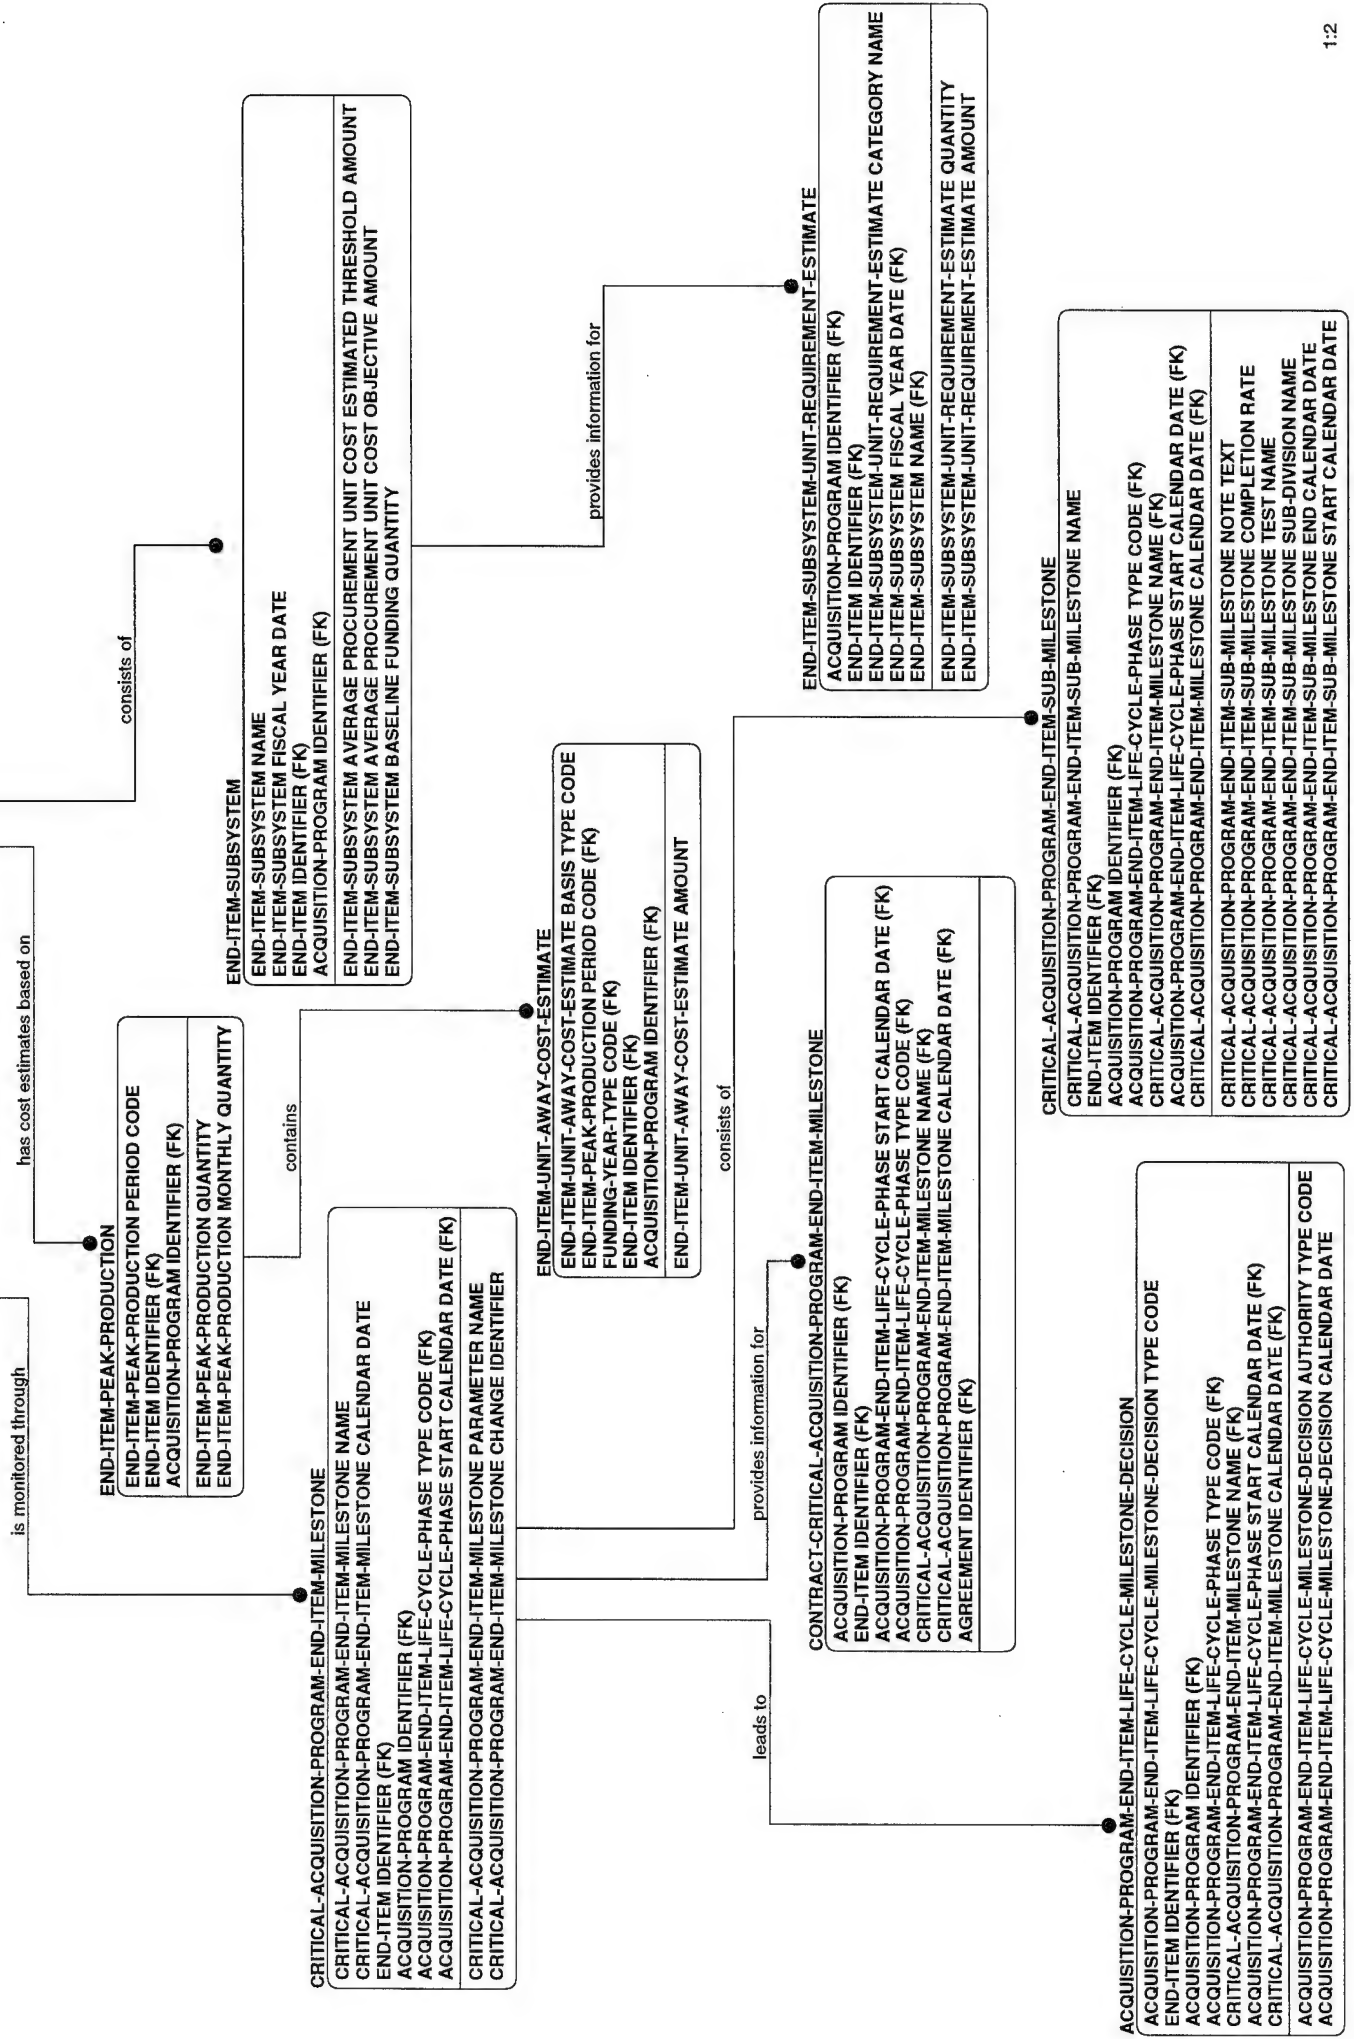 is monitored through
has cost estimates based on
consists of
END-ITEM-PEAK-PRODUCTION
END-ITEM-PEAK-PRODUCTION PERIOD CODE
END-ITEM IDENTIFIER (FK)
ACQUISITION-PROGRAM IDENTIFIER (FK)
END-ITEM-PEAK-PRODUCTION QUANTITY
END-ITEM-PEAK-PRODUCTION MONTHLY QUANTITY
contains
END-ITEM-SUBSYSTEM
END-ITEM-SUBSYSTEM NAME
END-ITEM-SUBSYSTEM FISCAL YEAR DATE
END-ITEM IDENTIFIER (FK)
ACQUISITION-PROGRAM IDENTIFIER (FK)
END-ITEM-SUBSYSTEM AVERAGE PROCUREMENT UNIT COST ESTIMATED THRESHOLD AMOUNT
END-ITEM-SUBSYSTEM AVERAGE PROCUREMENT UNIT COST OBJECTIVE AMOUNT
END-ITEM-SUBSYSTEM BASELINE FUNDING QUANTITY
CRITICAL-ACQUISITION-PROGRAM-END-ITEM-MILESTONE
CRITICAL-ACQUISITION-PROGRAM-END-ITEM-MILESTONE NAME
CRITICAL-ACQUISITION-PROGRAM-END-ITEM-MILESTONE CALENDAR DATE
END-ITEM IDENTIFIER (FK)
ACQUISITION-PROGRAM IDENTIFIER (FK)
ACQUISITION-PROGRAM-END-ITEM-LIFE-CYCLE-PHASE TYPE CODE (FK)
ACQUISITION-PROGRAM-END-ITEM-LIFE-CYCLE-PHASE START CALENDAR DATE (FK)
CRITICAL-ACQUISITION-PROGRAM-END-ITEM-MILESTONE PARAMETER NAME
CRITICAL-ACQUISITION-PROGRAM-END-ITEM-MILESTONE CHANGE IDENTIFIER
END-ITEM-UNIT-AWAY-COST-ESTIMATE
END-ITEM-UNIT-AWAY-COST-ESTIMATE BASIS TYPE CODE
END-ITEM-PEAK-PRODUCTION PERIOD CODE (FK)
FUNDING-YEAR-TYPE CODE (FK)
END-ITEM IDENTIFIER (FK)
ACQUISITION-PROGRAM IDENTIFIER (FK)
END-ITEM-UNIT-AWAY-COST-ESTIMATE AMOUNT
provides information for
consists of
provides information for
leads to
END-ITEM-SUBSYSTEM-UNIT-REQUIREMENT-ESTIMATE
ACQUISITION-PROGRAM IDENTIFIER (FK)
END-ITEM IDENTIFIER (FK)
END-ITEM-SUBSYSTEM-UNIT-REQUIREMENT-ESTIMATE CATEGORY NAME
END-ITEM-SUBSYSTEM FISCAL YEAR DATE (FK)
END-ITEM-SUBSYSTEM NAME (FK)
END-ITEM-SUBSYSTEM-UNIT-REQUIREMENT-ESTIMATE QUANTITY
END-ITEM-SUBSYSTEM-UNIT-REQUIREMENT-ESTIMATE AMOUNT
CONTRACT-CRITICAL-ACQUISITION-PROGRAM-END-ITEM-MILESTONE
ACQUISITION-PROGRAM IDENTIFIER (FK)
END-ITEM IDENTIFIER (FK)
ACQUISITION-PROGRAM-END-ITEM-LIFE-CYCLE-PHASE START CALENDAR DATE (FK)
ACQUISITION-PROGRAM-END-ITEM-LIFE-CYCLE-PHASE TYPE CODE (FK)
CRITICAL-ACQUISITION-PROGRAM-END-ITEM-MILESTONE NAME (FK)
CRITICAL-ACQUISITION-PROGRAM-END-ITEM-MILESTONE CALENDAR DATE (FK)
AGREEMENT IDENTIFIER (FK)
ACQUISITION-PROGRAM-END-ITEM-LIFE-CYCLE-MILESTONE-DECISION
ACQUISITION-PROGRAM-END-ITEM-LIFE-CYCLE-MILESTONE-DECISION TYPE CODE
END-ITEM IDENTIFIER (FK)
ACQUISITION-PROGRAM IDENTIFIER (FK)
ACQUISITION-PROGRAM-END-ITEM-LIFE-CYCLE-PHASE TYPE CODE (FK)
CRITICAL-ACQUISITION-PROGRAM-END-ITEM-MILESTONE NAME (FK)
ACQUISITION-PROGRAM-END-ITEM-LIFE-CYCLE-PHASE START CALENDAR DATE (FK)
CRITICAL-ACQUISITION-PROGRAM-END-ITEM-MILESTONE CALENDAR DATE (FK)
ACQUISITION-PROGRAM-END-ITEM-LIFE-CYCLE-MILESTONE-DECISION AUTHORITY TYPE CODE
ACQUISITION-PROGRAM-END-ITEM-LIFE-CYCLE-MILESTONE-DECISION CALENDAR DATE
CRITICAL-ACQUISITION-PROGRAM-END-ITEM-SUB-MILESTONE
CRITICAL-ACQUISITION-PROGRAM-END-ITEM-SUB-MILESTONE NAME
END-ITEM IDENTIFIER (FK)
ACQUISITION-PROGRAM IDENTIFIER (FK)
ACQUISITION-PROGRAM-END-ITEM-LIFE-CYCLE-PHASE TYPE CODE (FK)
CRITICAL-ACQUISITION-PROGRAM-END-ITEM-MILESTONE NAME (FK)
ACQUISITION-PROGRAM-END-ITEM-LIFE-CYCLE-PHASE START CALENDAR DATE (FK)
CRITICAL-ACQUISITION-PROGRAM-END-ITEM-MILESTONE CALENDAR DATE (FK)
CRITICAL-ACQUISITION-PROGRAM-END-ITEM-SUB-MILESTONE NOTE TEXT
CRITICAL-ACQUISITION-PROGRAM-END-ITEM-SUB-MILESTONE COMPLETION RATE
CRITICAL-ACQUISITION-PROGRAM-END-ITEM-SUB-MILESTONE TEST NAME
CRITICAL-ACQUISITION-PROGRAM-END-ITEM-SUB-MILESTONE SUB-DIVISION NAME
CRITICAL-ACQUISITION-PROGRAM-END-ITEM-SUB-MILESTONE END CALENDAR DATE
CRITICAL-ACQUISITION-PROGRAM-END-ITEM-SUB-MILESTONE START CALENDAR DATE
1:2